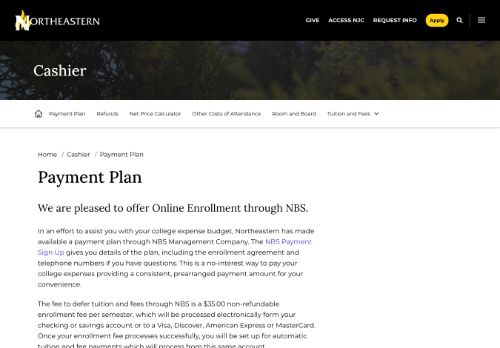 NORTHEASTERN
GIVE ACCESS NJC REQUEST INFO Apply
Cashier
Payment Plan Refunds Net Price Calculator Other Costs of Attendance Room and Board Tuition and Fees
Home / Cashier / Payment Plan
Payment Plan
We are pleased to offer Online Enrollment through NBS.
In an effort to assist you with your college expense budget, Northeastern has made
available a payment plan through NBS Management Company. The NBS Payment
Sign Up gives you details of the plan, including the enrollment agreement and
telephone numbers if you have questions. This is a no-interest way to pay your
college expenses providing a consistent, prearranged payment amount for your
convenience.
The fee to defer tuition and fees through NBS is a $35.00 non-refundable
enrollment fee per semester, which will be processed electronically form your
checking or savings account or to a Visa, Discover, American Express or MasterCard.
Once your enrollment fee processes successfully, you will be set up for automatic
tuition and fee payments which will process from this same account.